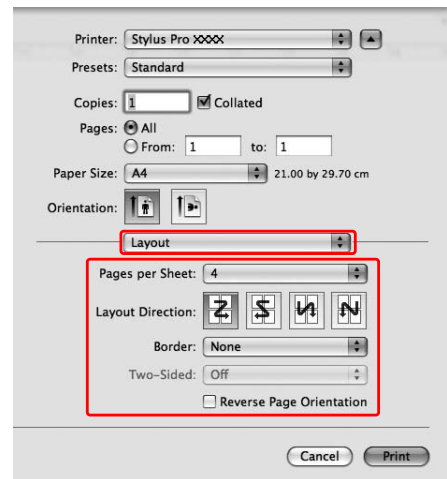 Printer: Stylus Pro XXXX
Presets: Standard
Copies: 1 Collated
Pages: All
From: 1 to: 1
Paper Size: A4 21.00 by 29.70 cm
Orientation:
Layout
Pages per Sheet: 4
Layout Direction:
Border: None
Two-Sided: Off
Reverse Page Orientation
Cancel Print